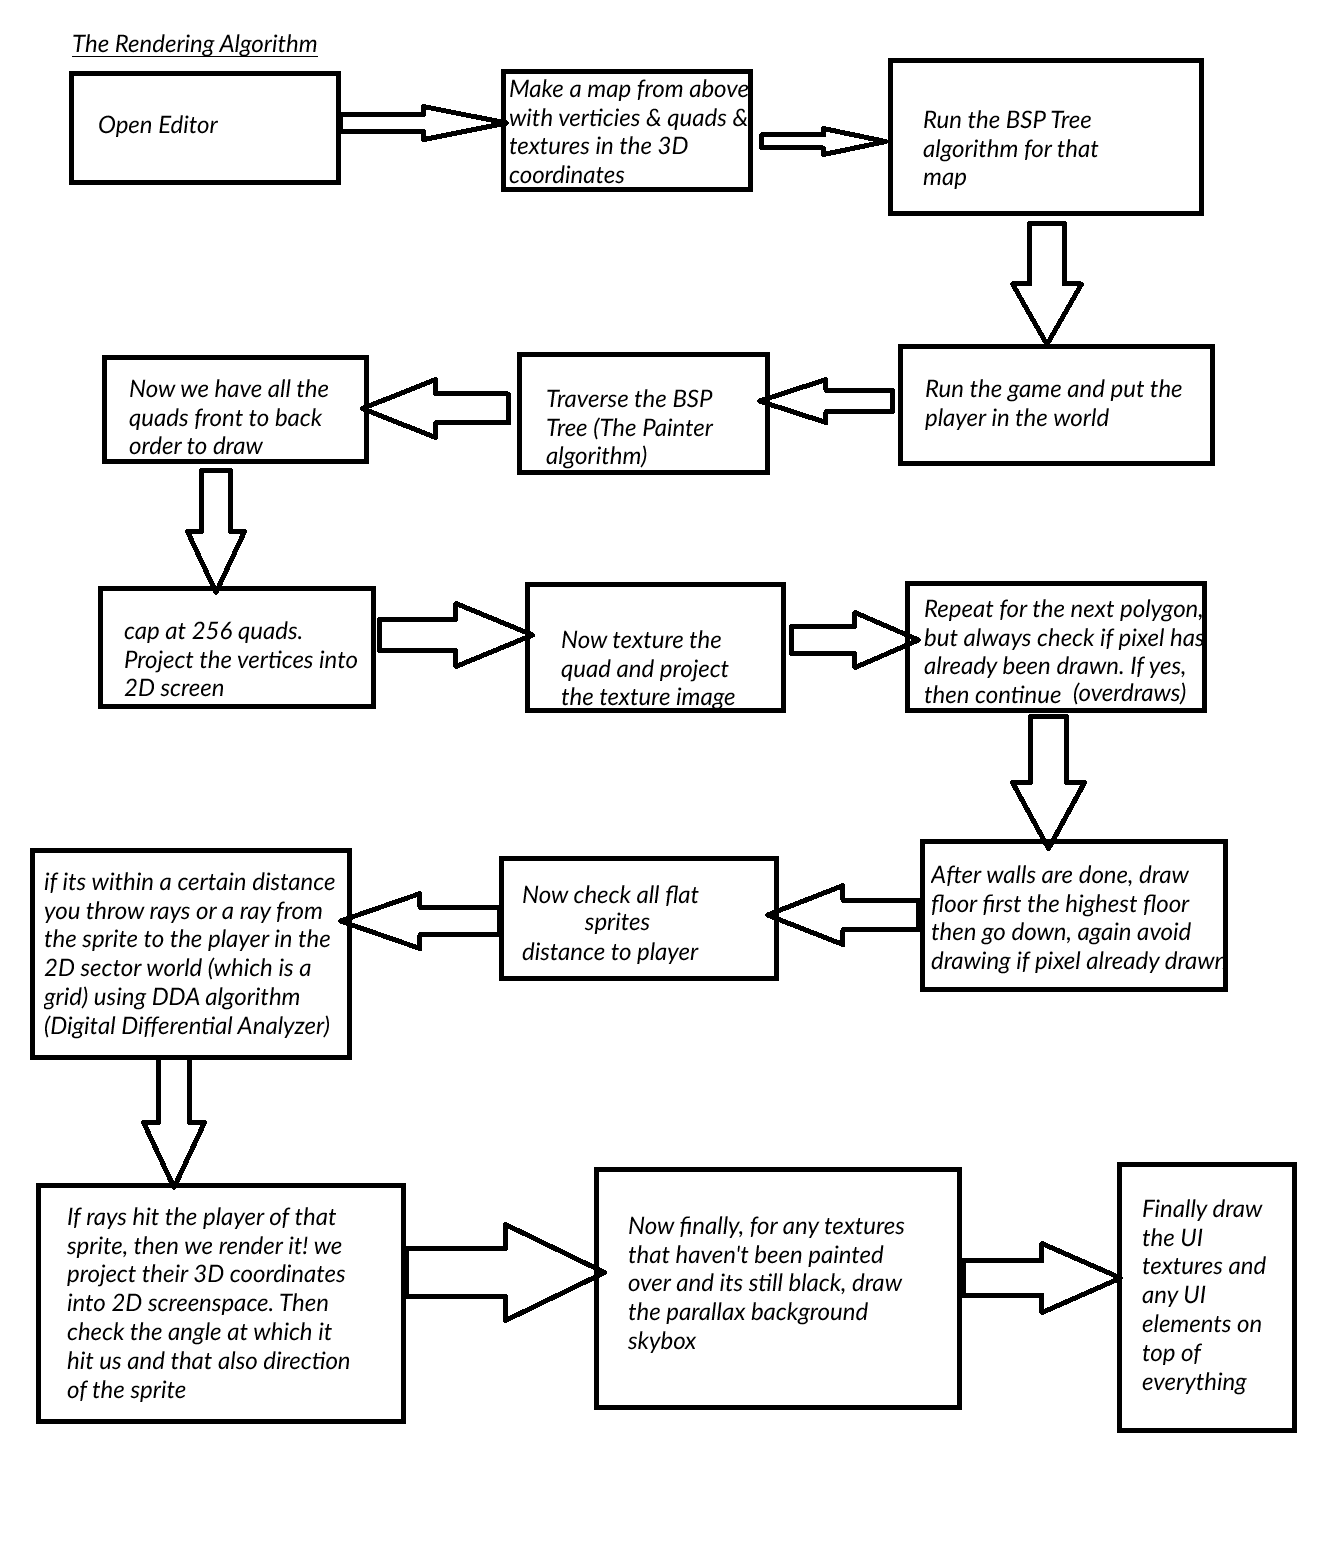 The Rendering Algorithm
Open Editor
Make a map from above
with verticies & quads &
textures in the 3D
coordinates
Run the BSP Tree
algorithm for that
map
Run the game and put the
player in the world
Traverse the BSP
Tree (The Painter
algorithm)
Now we have all the
quads front to back
order to draw
cap at 256 quads.
Project the vertices into
2D screen
Now texture the
quad and project
the texture image
Repeat for the next polygon,
but always check if pixel has
already been drawn. If yes,
then continue (overdraws)
After walls are done, draw
floor first the highest floor
then go down, again avoid
drawing if pixel already drawn
Now check all flat
sprites
distance to player
if its within a certain distance
you throw rays or a ray from
the sprite to the player in the
2D sector world (which is a
grid) using DDA algorithm
(Digital Differential Analyzer)
If rays hit the player of that
sprite, then we render it! we
project their 3D coordinates
into 2D screenspace. Then
check the angle at which it
hit us and that also direction
of the sprite
Now finally, for any textures
that haven't been painted
over and its still black, draw
the parallax background
skybox
Finally draw
the UI
textures and
any UI
elements on
top of
everything